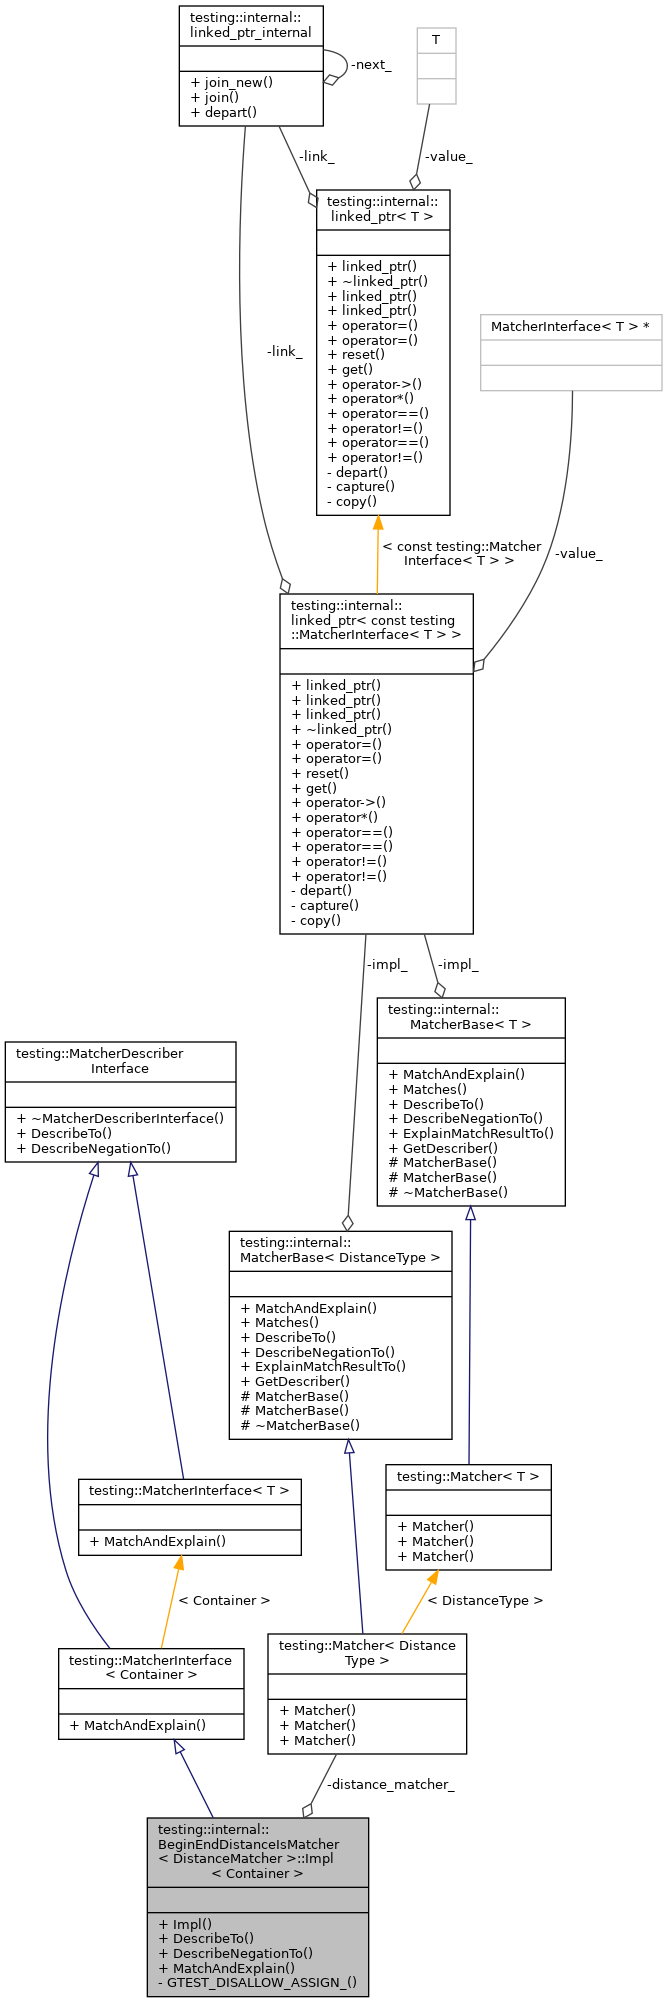 testing::internal::
linked_ptr_internal
+ join_new()
+ join()
+ depart()
-next_
T
-link_
-value_
testing::internal::
linked_ptr< T >
+ linked_ptr()
+ ~linked_ptr()
+ linked_ptr()
+ linked_ptr()
+ operator=()
+ operator=()
+ reset()
+ get()
+ operator->()
+ operator*()
+ operator==()
+ operator!=()
+ operator==()
+ operator!=()
- depart()
- capture()
- copy()
-link_
MatcherInterface< T > *
< const testing::Matcher
Interface< T > >
-value_
testing::internal::
linked_ptr< const testing
::MatcherInterface< T > >
+ linked_ptr()
+ linked_ptr()
+ linked_ptr()
+ ~linked_ptr()
+ operator=()
+ operator=()
+ reset()
+ get()
+ operator->()
+ operator*()
+ operator==()
+ operator==()
+ operator!=()
+ operator!=()
- depart()
- capture()
- copy()
-impl_
-impl_
testing::internal::
MatcherBase< T >
+ MatchAndExplain()
+ Matches()
+ DescribeTo()
+ DescribeNegationTo()
+ ExplainMatchResultTo()
+ GetDescriber()
# MatcherBase()
# MatcherBase()
# ~MatcherBase()
testing::MatcherDescriber
Interface
+ ~MatcherDescriberInterface()
+ DescribeTo()
+ DescribeNegationTo()
testing::internal::
MatcherBase< DistanceType >
+ MatchAndExplain()
+ Matches()
+ DescribeTo()
+ DescribeNegationTo()
+ ExplainMatchResultTo()
+ GetDescriber()
# MatcherBase()
# MatcherBase()
# ~MatcherBase()
testing::MatcherInterface< T >
+ MatchAndExplain()
testing::Matcher< T >
+ Matcher()
+ Matcher()
+ Matcher()
< Container >
< DistanceType >
testing::MatcherInterface
< Container >
+ MatchAndExplain()
testing::Matcher< Distance
Type >
+ Matcher()
+ Matcher()
+ Matcher()
-distance_matcher_
testing::internal::
BeginEndDistanceIsMatcher
< DistanceMatcher >::Impl
< Container >
+ Impl()
+ DescribeTo()
+ DescribeNegationTo()
+ MatchAndExplain()
- GTEST_DISALLOW_ASSIGN_()